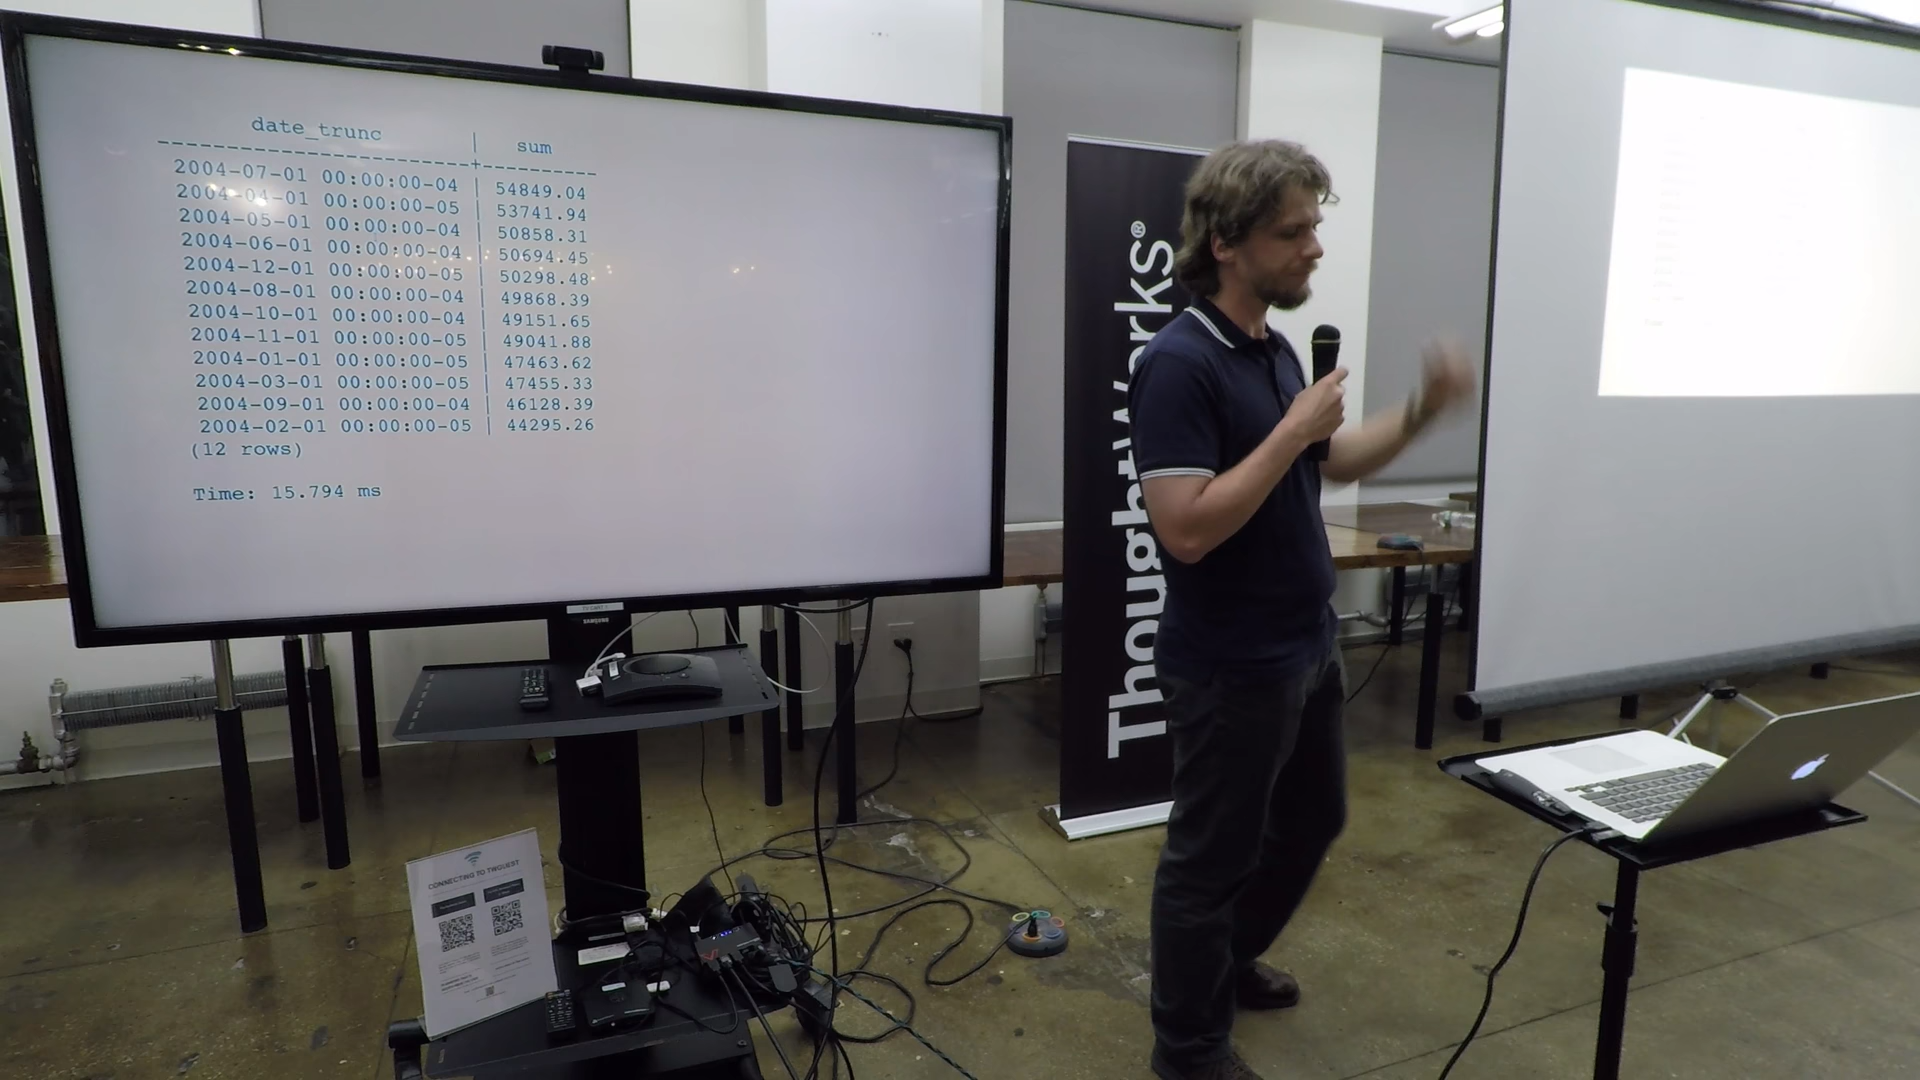 date_trunc | sum
------------------------+----------
2004-07-01 00:00:00-04 | 54849.04
2004-04-01 00:00:00-05 | 53741.94
2004-05-01 00:00:00-04 | 50858.31
2004-06-01 00:00:00-04 | 50694.45
2004-12-01 00:00:00-05 | 50298.48
2004-08-01 00:00:00-04 | 49868.39
2004-10-01 00:00:00-04 | 49151.65
2004-11-01 00:00:00-05 | 49041.88
2004-01-01 00:00:00-05 | 47463.62
2004-03-01 00:00:00-05 | 47455.33
2004-09-01 00:00:00-04 | 46128.39
2004-02-01 00:00:00-05 | 44295.26
(12 rows)
Time: 15.794 ms
ThoughtWorks®
CONNECTING TO TWGUEST